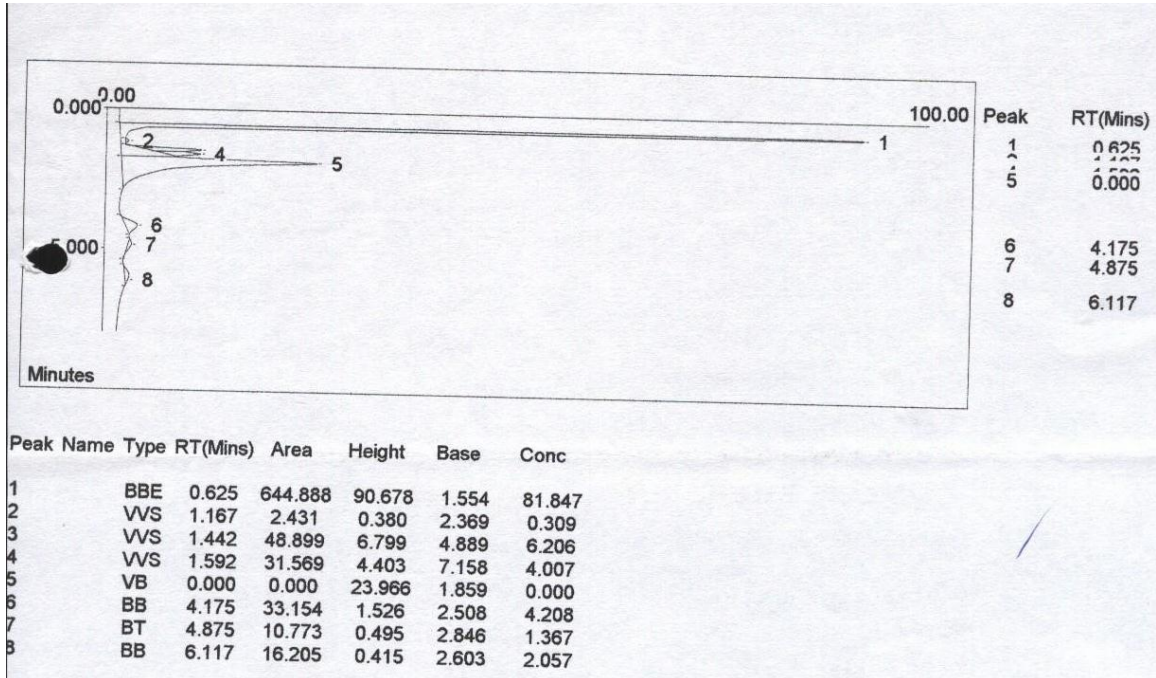 0.00
0.000
100.00
1
2
4
5
6
7
8
Minutes
Peak RT(Mins)
1 0.625
5 0.000
6 4.175
7 4.875
8 6.117
Peak Name Type RT(Mins) Area Height Base Conc
1 BBE 0.625 644.888 90.678 1.554 81.847
2 VVS 1.167 2.431 0.380 2.369 0.309
3 VVS 1.442 48.899 6.799 4.889 6.206
4 VVS 1.592 31.569 4.403 7.158 4.007
5 VB 0.000 0.000 23.966 1.859 0.000
6 BB 4.175 33.154 1.526 2.508 4.208
7 BT 4.875 10.773 0.495 2.846 1.367
8 BB 6.117 16.205 0.415 2.603 2.057